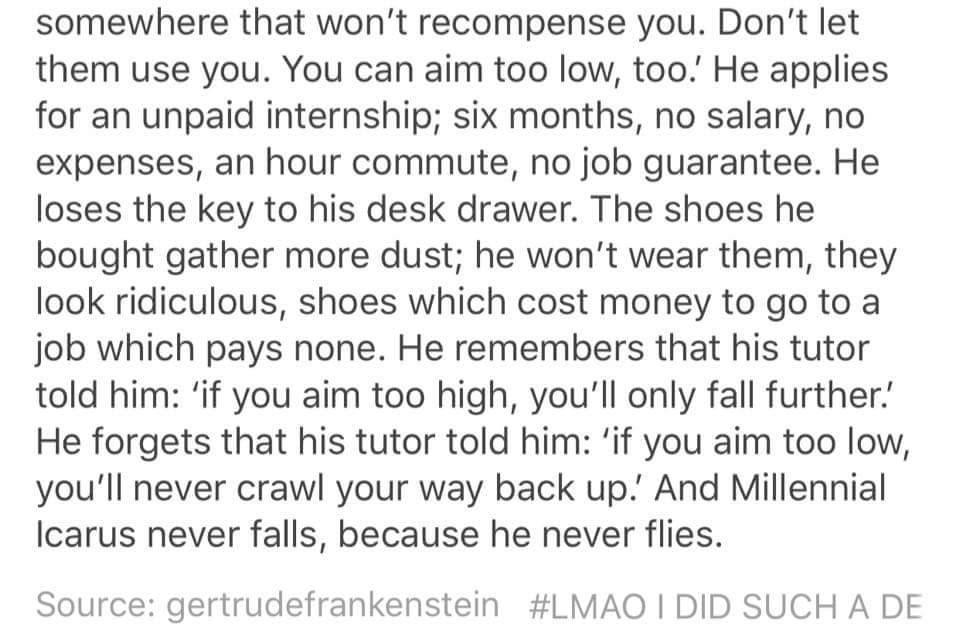 somewhere that won’t recompense you. Don’t let
them use you. You can aim too low, too.’ He applies
for an unpaid internship; six months, no salary, no
expenses, an hour commute, no job guarantee. He
loses the key to his desk drawer. The shoes he
bought gather more dust; he won’t wear them, they
look ridiculous, shoes which cost money to go to a
job which pays none. He remembers that his tutor
told him: ‘if you aim too high, you’ll only fall further.’
He forgets that his tutor told him: ‘if you aim too low,
you’ll never crawl your way back up.’ And Millennial
Icarus never falls, because he never flies.
Source: gertrudefrankenstein #LMAO I DID SUCH A DE